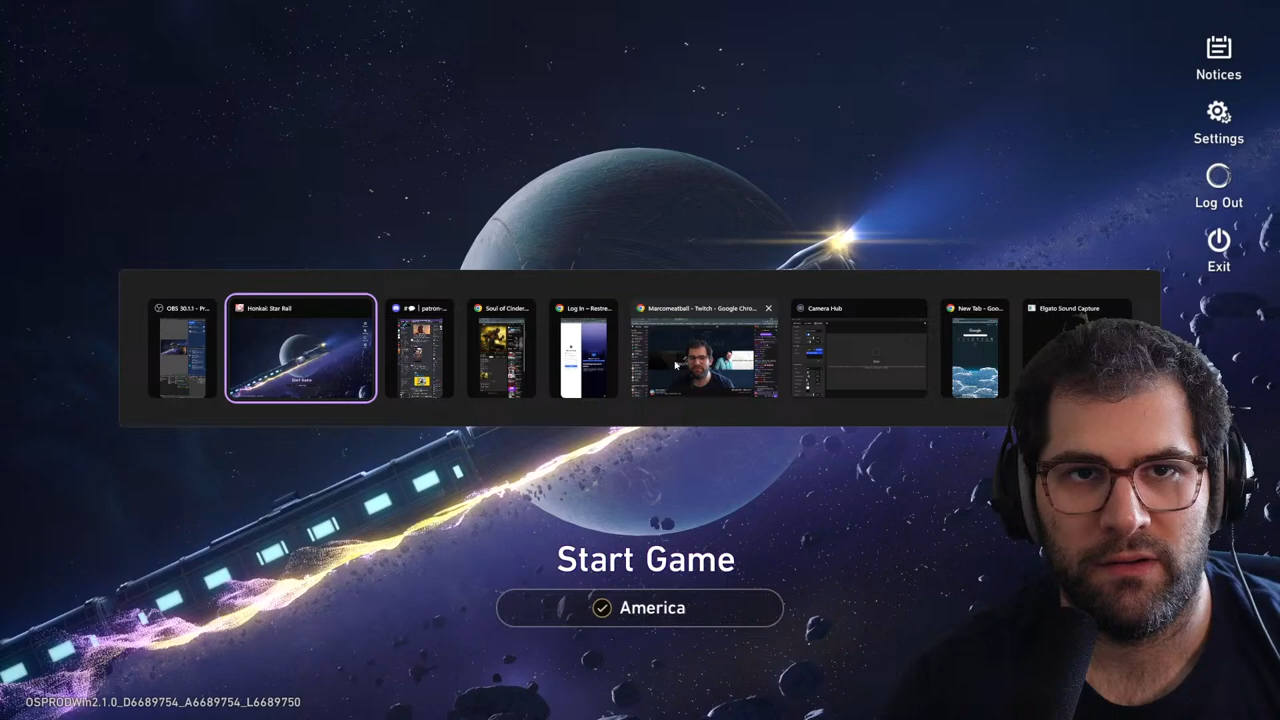 Notices
Settings
Log Out
Exit
OBS 30.1.1 - Pr...
Honkai: Star Rail
| patron-...
Soul of Cinder...
Log In – Restre...
Marcomeatball - Twitch - Google Chro...
Camera Hub
New Tab - Goo...
Elgato Sound Capture
Start Game
America
OSPRODWin2.1.0_D6689754_A6689754_L6689750